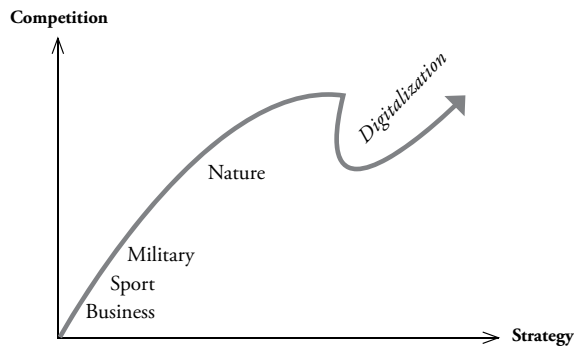 Competition
Digitalization
Nature
Military
Sport
Business
Strategy